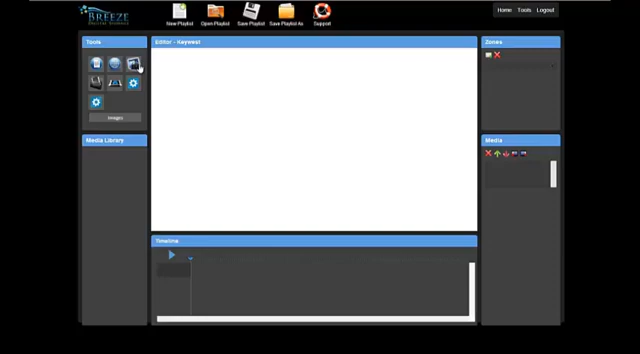 BREEZE
DIGITAL SIGNAGE
New Playlist
Open Playlist
Save Playlist
Save Playlist As
Support
Home
Tools
Logout
Tools
Editor - Keywest
Zones
Images
Media Library
Media
Timeline